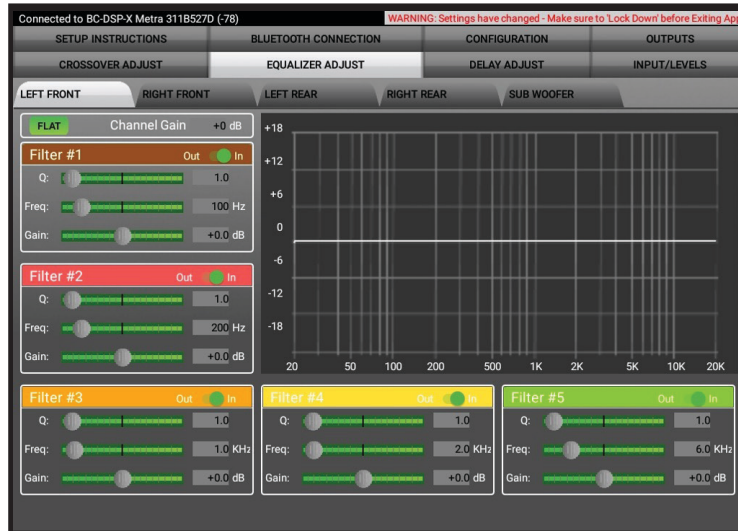 Connected to BC-DSP-X Metra 311B527D (-78) WARNING: Settings have changed - Make sure to 'Lock Down' before Exiting App
SETUP INSTRUCTIONS BLUETOOTH CONNECTION CONFIGURATION OUTPUTS
CROSSOVER ADJUST EQUALIZER ADJUST DELAY ADJUST INPUT/LEVELS
LEFT FRONT RIGHT FRONT LEFT REAR RIGHT REAR SUB WOOFER
FLAT Channel Gain +0 dB
Filter #1 Out In
Q: 1.0
Freq: 100 Hz
Gain: +0.0 dB
Filter #2 Out In
Q: 1.0
Freq: 200 Hz
Gain: +0.0 dB
+18
+12
+6
0
-6
-12
-18
20 50 100 200 500 1K 2K 5K 10K 20K
Filter #3 Out In
Q: 1.0
Freq: 1.0 KHz
Gain: +0.0 dB
Filter #4 Out In
Q: 1.0
Freq: 2.0 KHz
Gain: +0.0 dB
Filter #5 Out In
Q: 1.0
Freq: 6.0 KHz
Gain: +0.0 dB